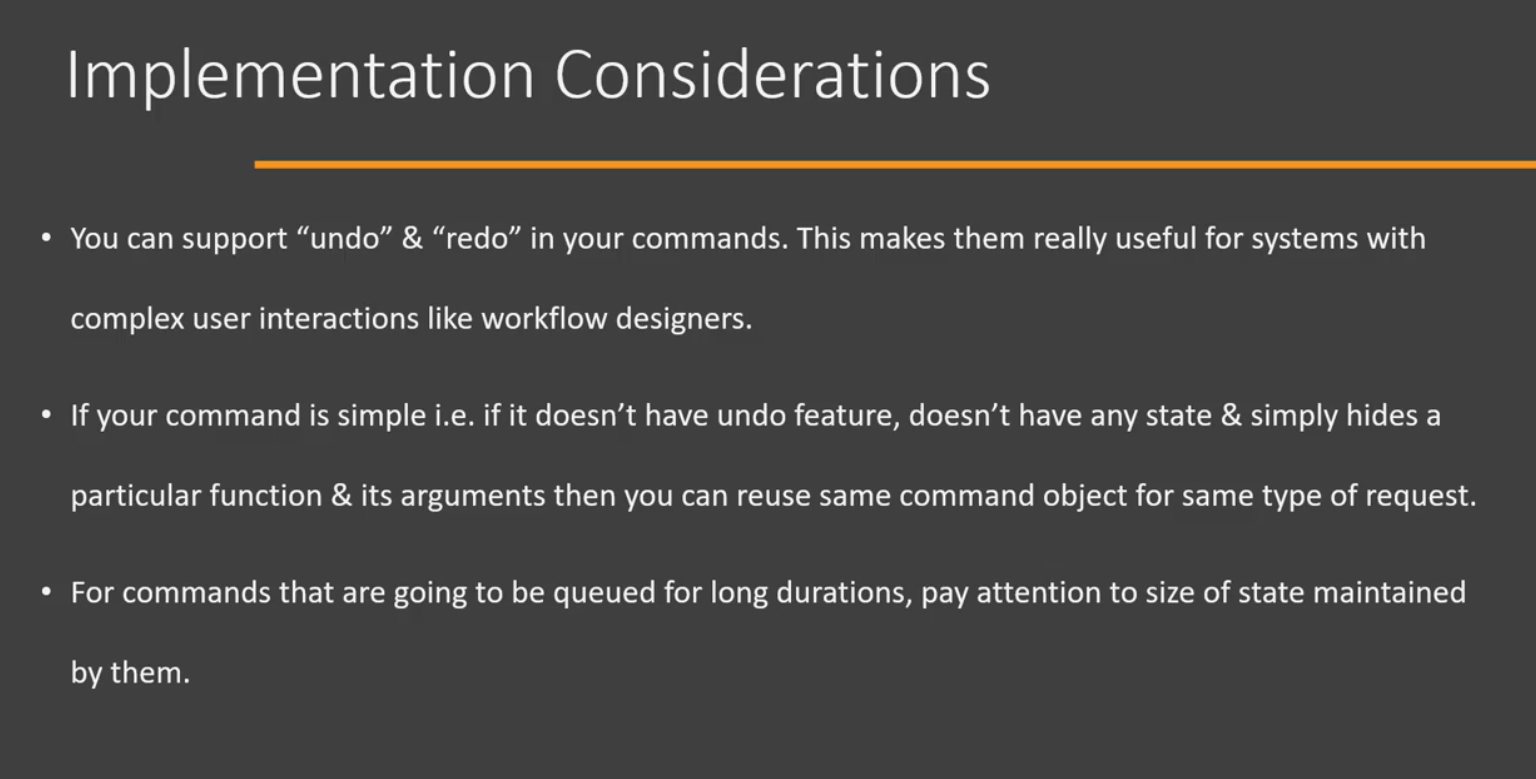 Implementation Considerations
• You can support “undo” & “redo” in your commands. This makes them really useful for systems with
complex user interactions like workflow designers.
• If your command is simple i.e. if it doesn’t have undo feature, doesn’t have any state & simply hides a
particular function & its arguments then you can reuse same command object for same type of request.
• For commands that are going to be queued for long durations, pay attention to size of state maintained
by them.